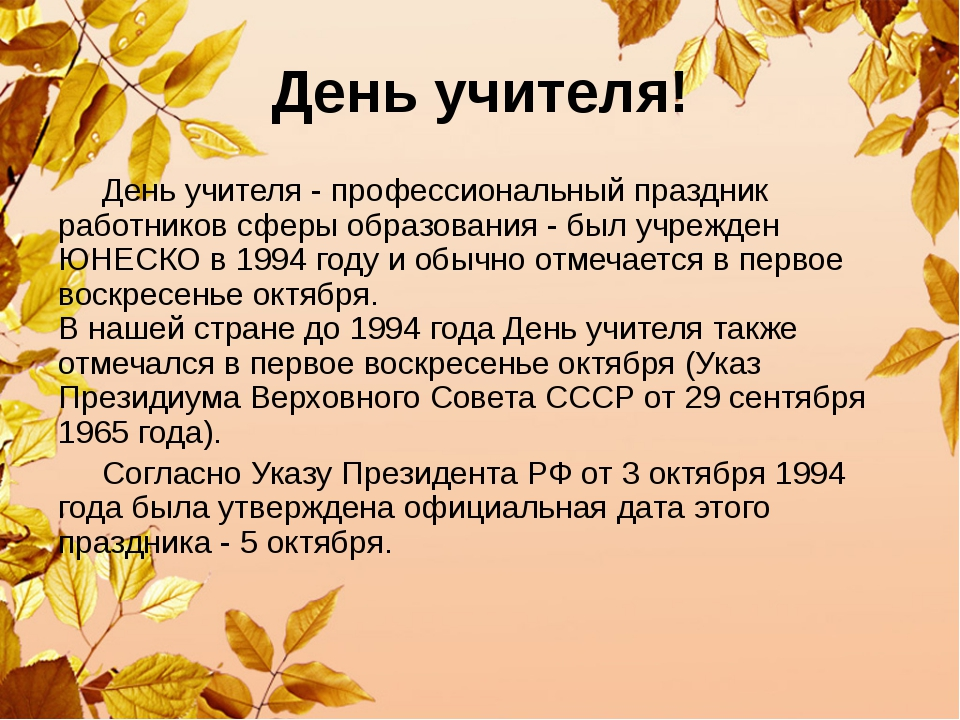 День учителя!
День учителя - профессиональный праздник
работников сферы образования - был учрежден
ЮНЕСКО в 1994 году и обычно отмечается в первое
воскресенье октября.
В нашей стране до 1994 года День учителя также
отмечался в первое воскресенье октября (Указ
Президиума Верховного Совета СССР от 29 сентября
1965 года).
Согласно Указу Президента РФ от 3 октября 1994
года была утверждена официальная дата этого
праздника - 5 октября.